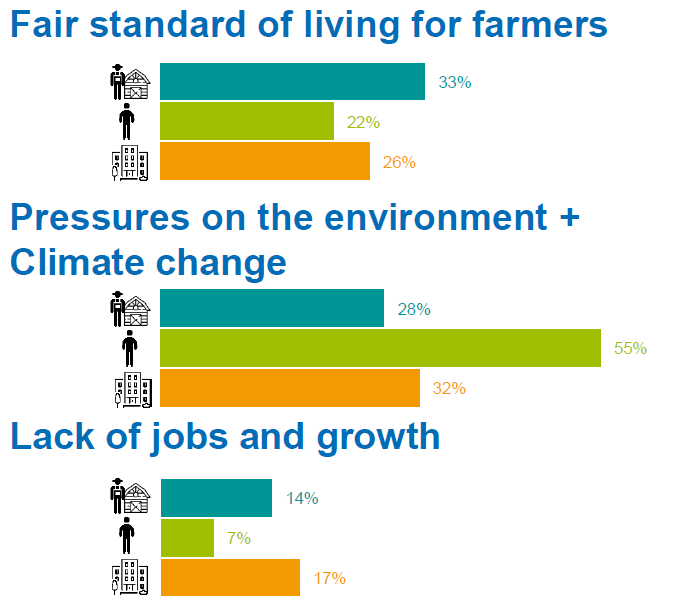 Fair standard of living for farmers
33%
22%
26%
Pressures on the environment +
Climate change
28%
55%
32%
Lack of jobs and growth
14%
7%
17%